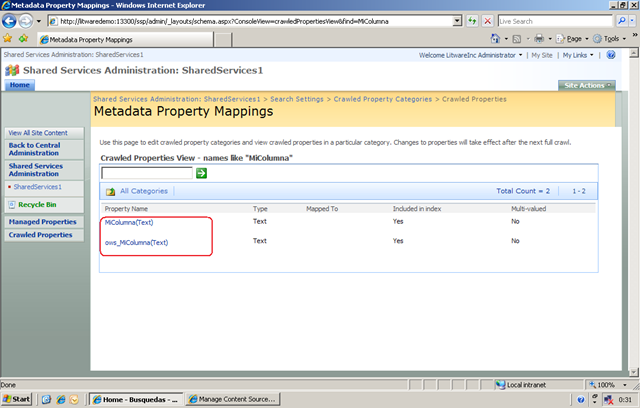 Metadata Property Mappings - Windows Internet Explorer
http://litwaredemo:13300/ssp/admin/_layouts/schema.aspx?ConsoleView=crawledPropertiesView&find=MiColumna
Live Search
Metadata Property Mappings
Page
Tools
Shared Services Administration: SharedServices1
Welcome LitwareInc Administrator
My Site
My Links
Shared Services Administration: SharedServices1
Home
Site Actions
Shared Services Administration: SharedServices1 > Search Settings > Crawled Property Categories > Crawled Properties
Metadata Property Mappings
View All Site Content
Back to Central
Administration
Shared Services
Administration
SharedServices1
Recycle Bin
Managed Properties
Crawled Properties
Use this page to edit crawled property categories and view crawled properties in a particular category. Changes to properties will take effect after the next full crawl.
Crawled Properties View - names like "MiColumna"
All Categories
Total Count = 2
1 - 2
Property Name Type Mapped To Included in index Multi-valued
MiColumna(Text) Text Yes No
ows_MiColumna(Text) Text Yes No
Done
Local intranet
100%
Start
Home - Busquedas - ...
Manage Content Source...
0:31